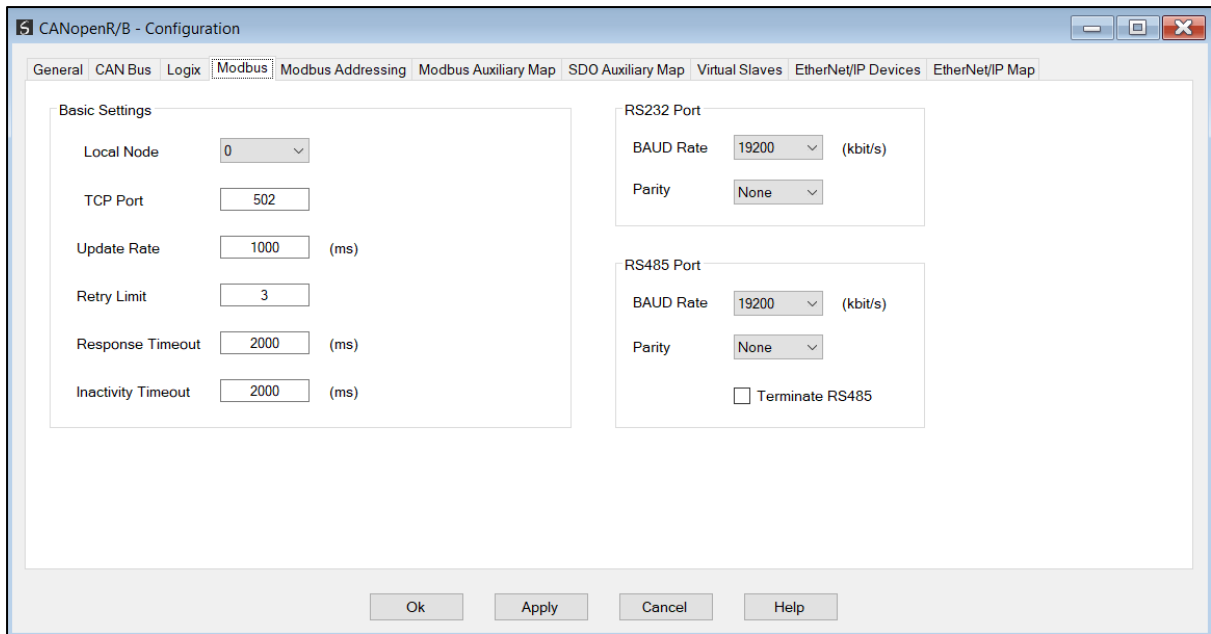 CANopenR/B - Configuration
General CAN Bus Logix Modbus Modbus Addressing Modbus Auxiliary Map SDO Auxiliary Map Virtual Slaves EtherNet/IP Devices EtherNet/IP Map
Basic Settings
Local Node 0
TCP Port 502
Update Rate 1000 (ms)
Retry Limit 3
Response Timeout 2000 (ms)
Inactivity Timeout 2000 (ms)
RS232 Port
BAUD Rate 19200 (kbit/s)
Parity None
RS485 Port
BAUD Rate 19200 (kbit/s)
Parity None
Terminate RS485
Ok Apply Cancel Help